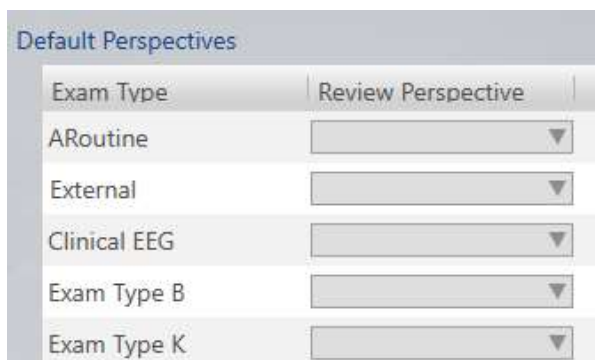 Default Perspectives
Exam Type Review Perspective
ARoutine
External
Clinical EEG
Exam Type B
Exam Type K